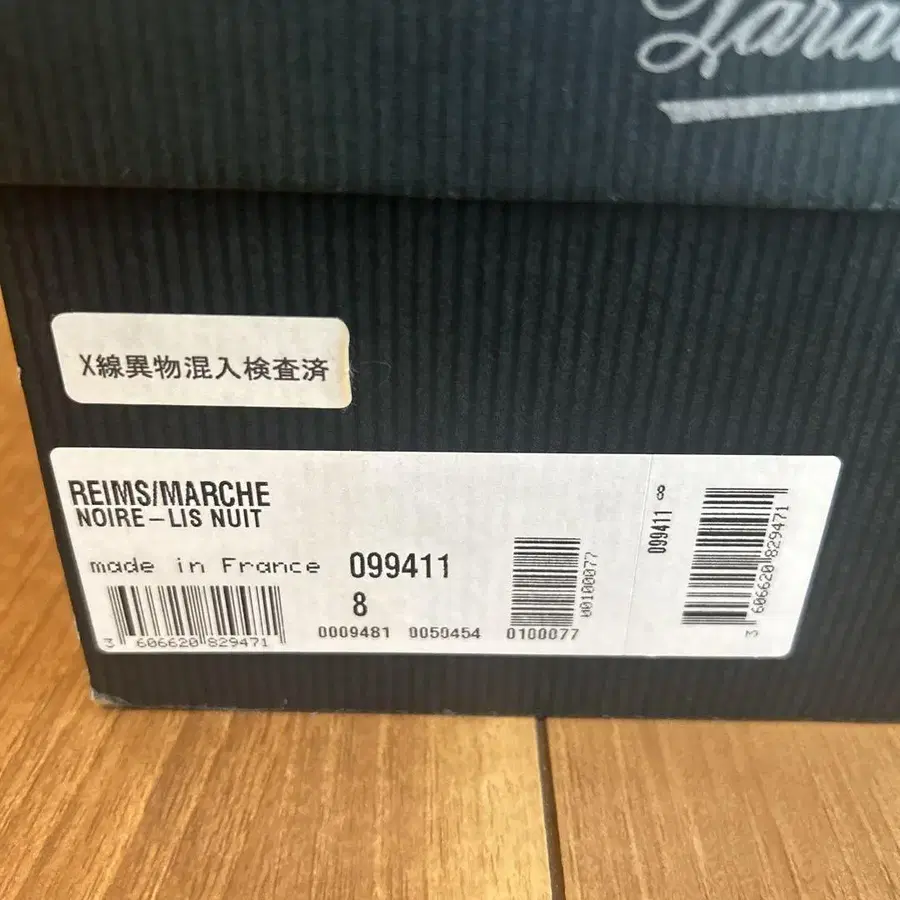 X線異物混入検査済
REIMS/MARCHE
NOIRE-LIS NUIT
made in France 099411
8
3 606620 829471
0009481 0050454 0100077
00100077
099411 8
3 606620 829471